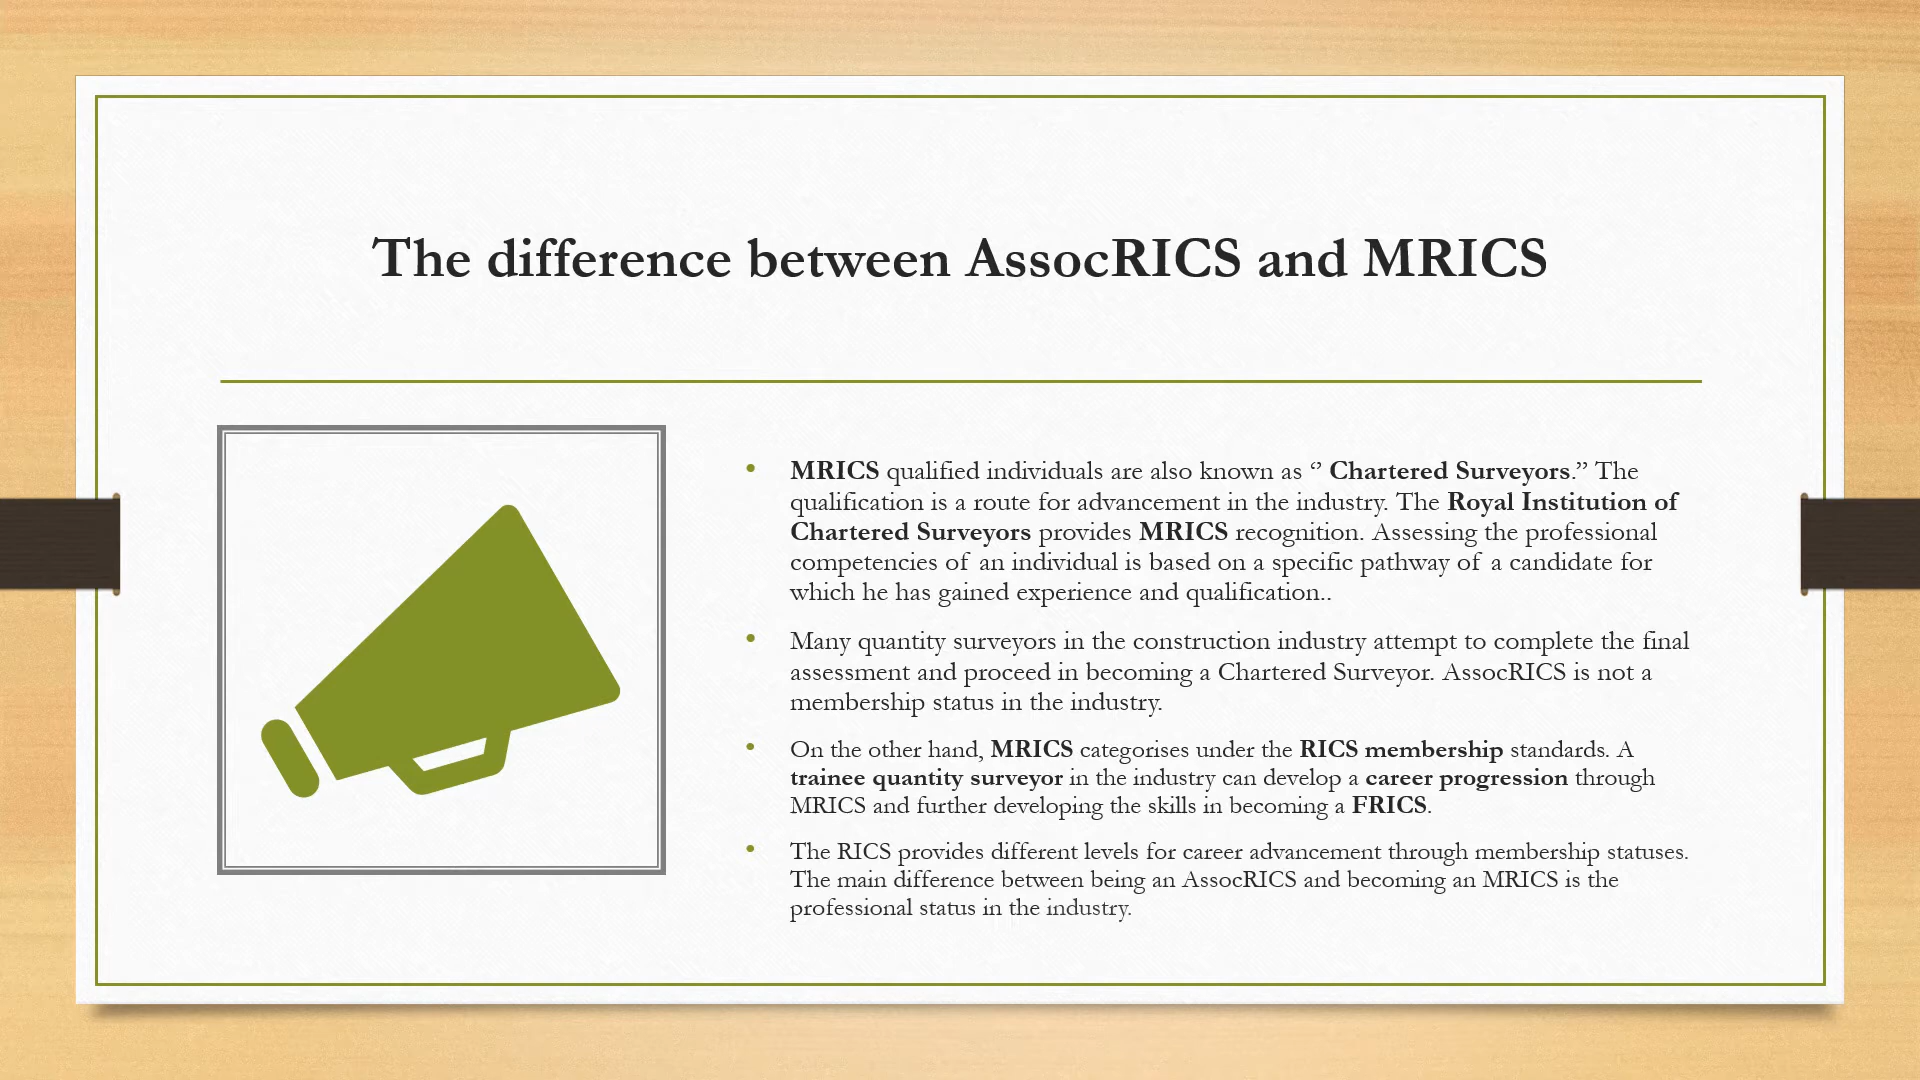 The difference between AssocRICS and MRICS
• MRICS qualified individuals are also known as ‘’ Chartered Surveyors.’’ The
qualification is a route for advancement in the industry. The Royal Institution of
Chartered Surveyors provides MRICS recognition. Assessing the professional
competencies of an individual is based on a specific pathway of a candidate for
which he has gained experience and qualification..
• Many quantity surveyors in the construction industry attempt to complete the final
assessment and proceed in becoming a Chartered Surveyor. AssocRICS is not a
membership status in the industry.
• On the other hand, MRICS categorises under the RICS membership standards. A
trainee quantity surveyor in the industry can develop a career progression through
MRICS and further developing the skills in becoming a FRICS.
• The RICS provides different levels for career advancement through membership statuses.
The main difference between being an AssocRICS and becoming an MRICS is the
professional status in the industry.